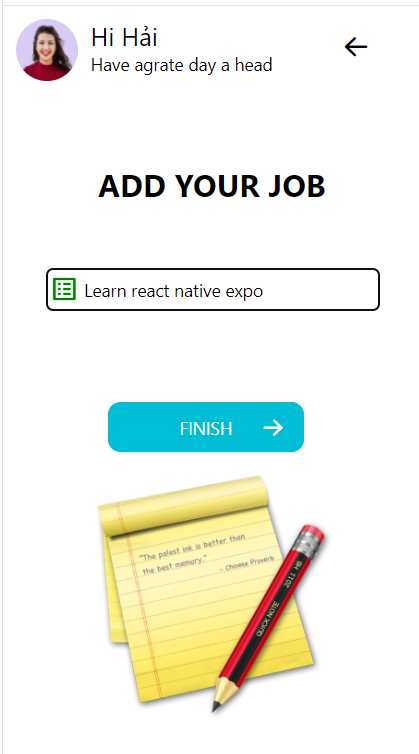 Hi Hải
Have agrate day a head
ADD YOUR JOB
Learn react native expo
FINISH
"The palest ink is better than
the best memory."
- Chinese Proverb
QUICK NOTE 2011 HB